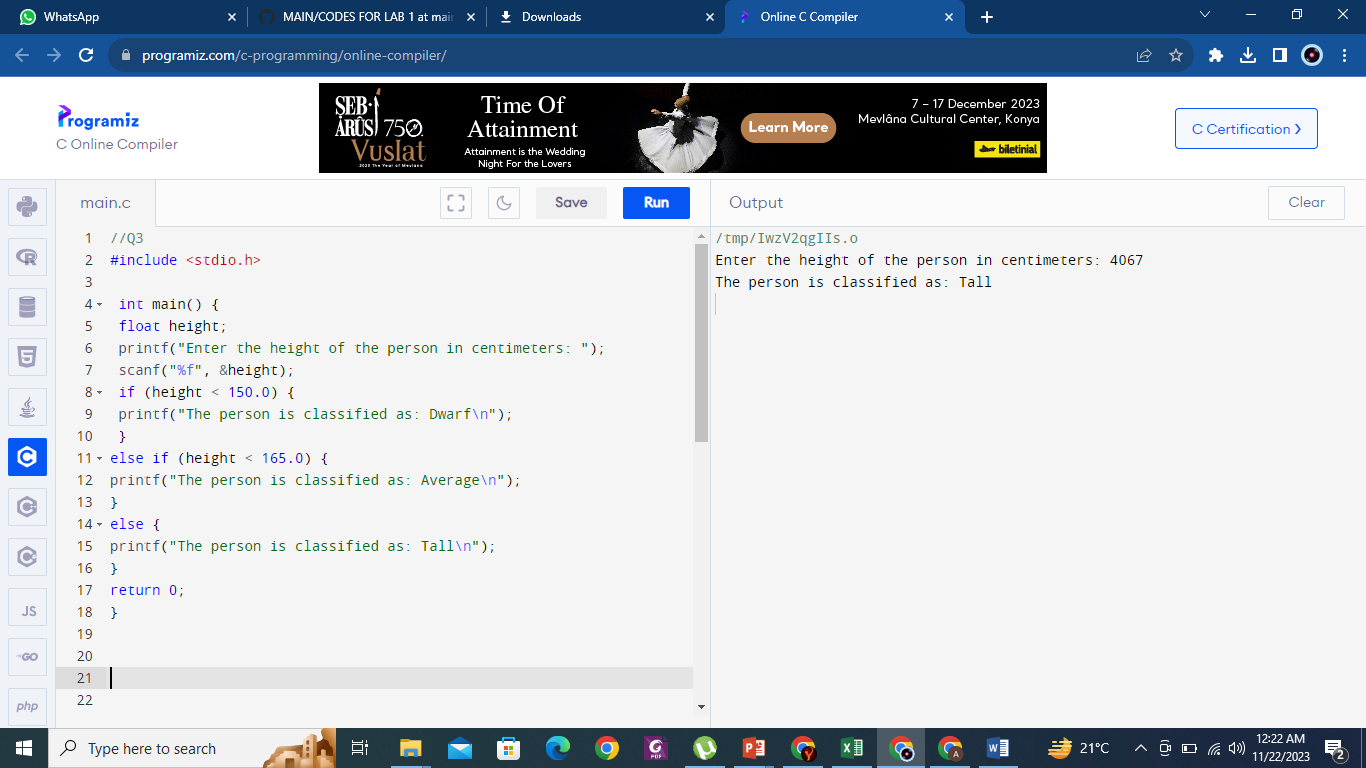 WhatsApp
MAIN/CODES FOR LAB 1 at mai
Downloads
Online C Compiler
programiz.com/c-programming/online-compiler/
Programiz
C Online Compiler
ŞEB-İ
ARÛS 750.
Vuslat
Time Of
Attainment
Attainment is the Wedding
Night For the Lovers
Learn More
7 – 17 December 2023
Mevlâna Cultural Center, Konya
biletinial
C Certification
main.c
Save
Run
Output
Clear
1 //Q3
2 #include <stdio.h>
3
4 int main() {
5 float height;
6 printf("Enter the height of the person in centimeters: ");
7 scanf("%f", &height);
8 if (height < 150.0) {
9 printf("The person is classified as: Dwarf\n");
10 }
11 else if (height < 165.0) {
12 printf("The person is classified as: Average\n");
13 }
14 else {
15 printf("The person is classified as: Tall\n");
16 }
17 return 0;
18 }
19
20
21
22
/tmp/IwzV2qgIIs.o
Enter the height of the person in centimeters: 4067
The person is classified as: Tall
JS
GO
php
Type here to search
21°C
12:22 AM
11/22/2023
2